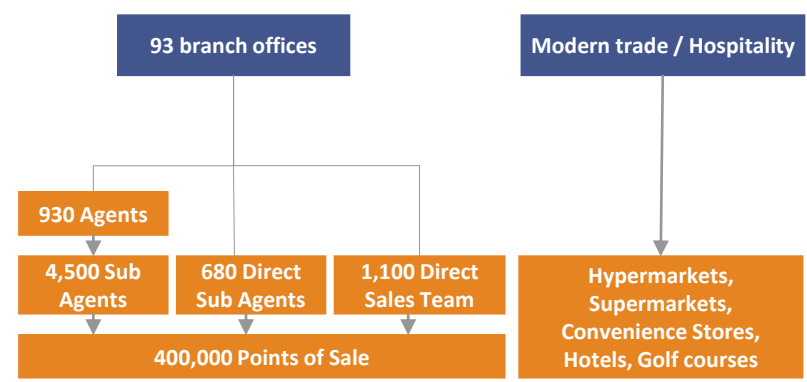 93 branch offices
Modern trade / Hospitality
930 Agents
4,500 Sub
Agents
680 Direct
Sub Agents
1,100 Direct
Sales Team
400,000 Points of Sale
Hypermarkets,
Supermarkets,
Convenience Stores,
Hotels, Golf courses